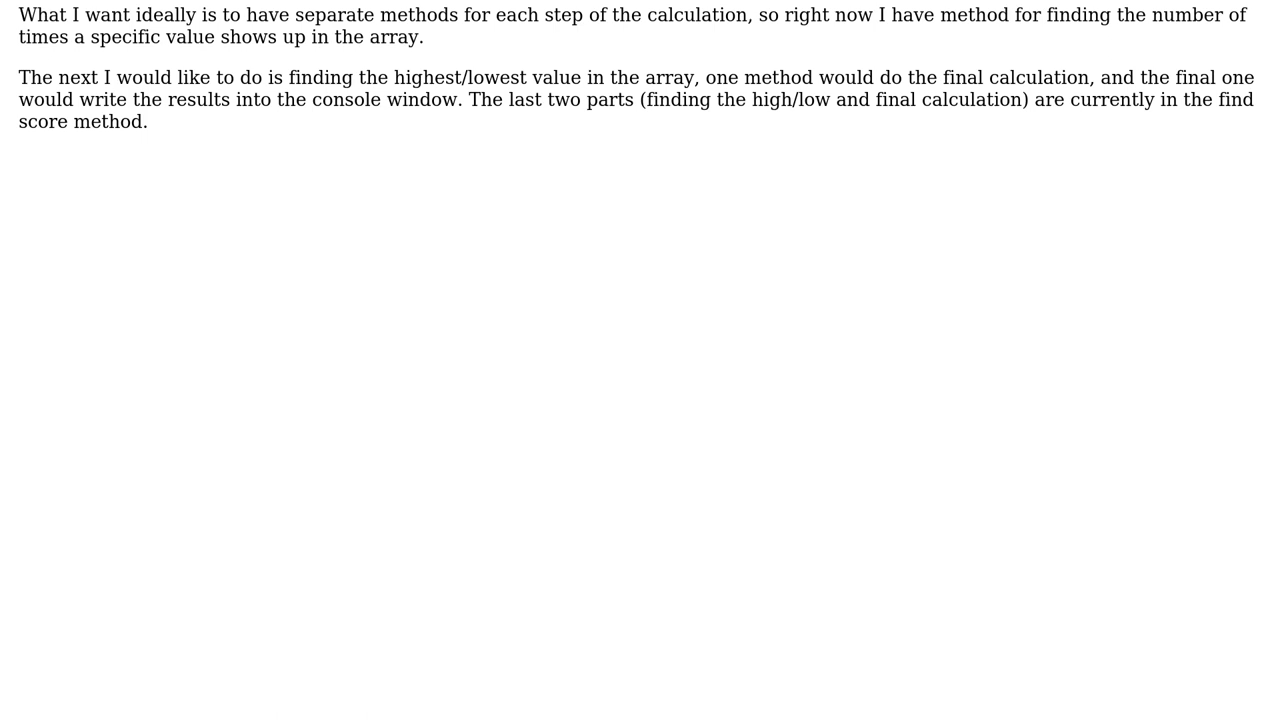 What I want ideally is to have separate methods for each step of the calculation, so right now I have method for finding the number of
times a specific value shows up in the array.
The next I would like to do is finding the highest/lowest value in the array, one method would do the final calculation, and the final one
would write the results into the console window. The last two parts (finding the high/low and final calculation) are currently in the find
score method.